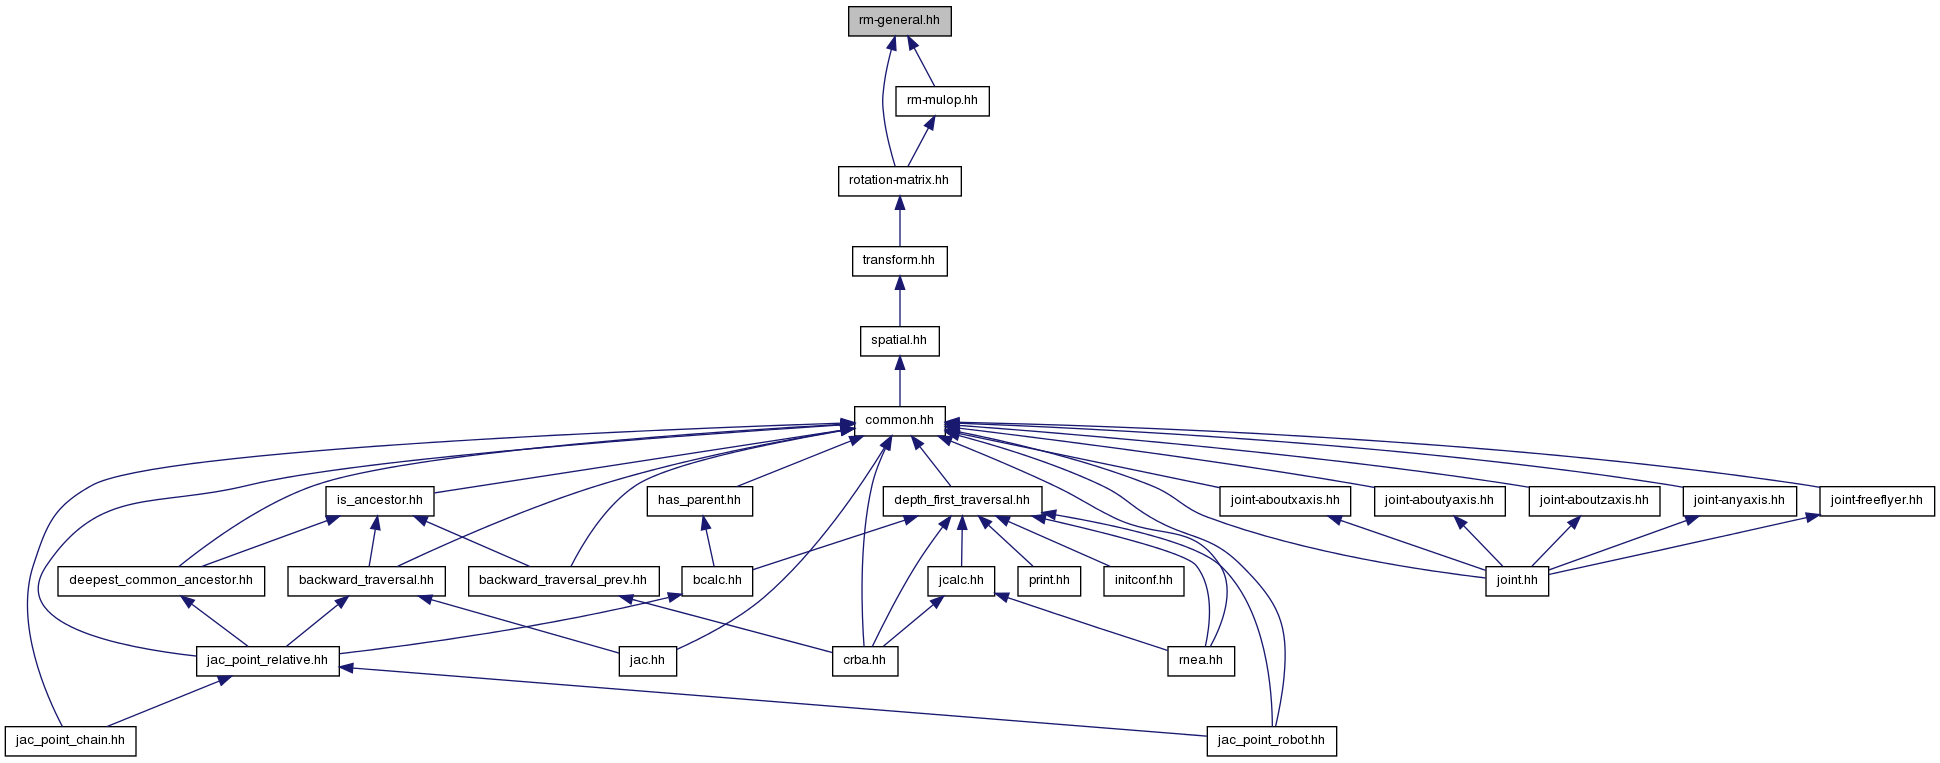 rm-general.hh
rm-mulop.hh
rotation-matrix.hh
transform.hh
spatial.hh
common.hh
is_ancestor.hh
has_parent.hh
depth_first_traversal.hh
joint-aboutxaxis.hh
joint-aboutyaxis.hh
joint-aboutzaxis.hh
joint-anyaxis.hh
joint-freeflyer.hh
deepest_common_ancestor.hh
backward_traversal.hh
backward_traversal_prev.hh
bcalc.hh
jcalc.hh
print.hh
initconf.hh
joint.hh
jac_point_relative.hh
jac.hh
crba.hh
rnea.hh
jac_point_chain.hh
jac_point_robot.hh